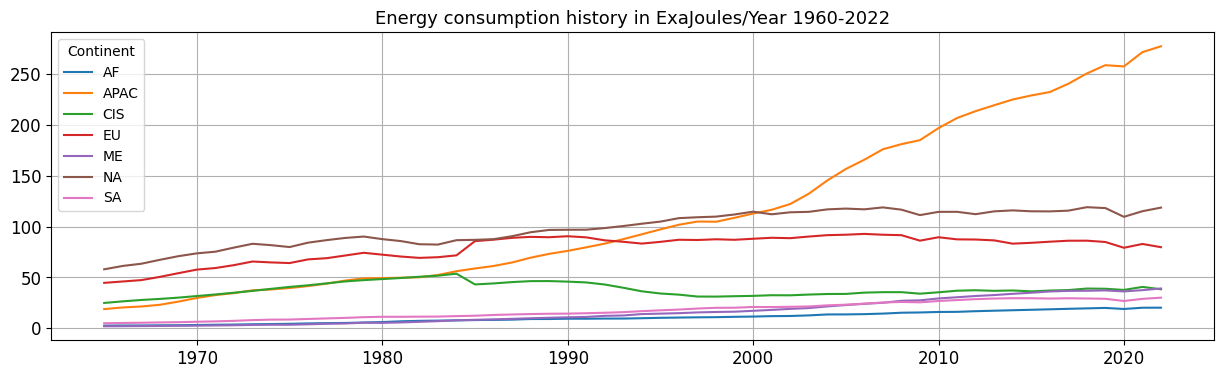 Energy consumption history in ExaJoules/Year 1960-2022
Continent
AF
APAC
CIS
EU
ME
NA
SA
250
200
150
100
50
0
1970 1980 1990 2000 2010 2020